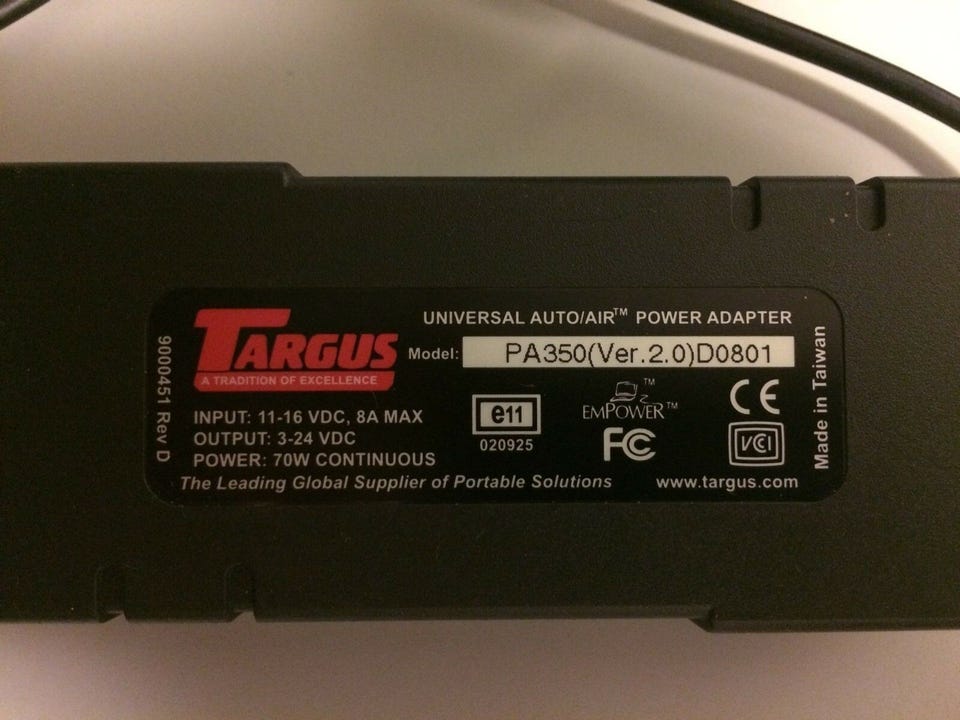 TARGUS
A TRADITION OF EXCELLENCE
UNIVERSAL AUTO/AIR™ POWER ADAPTER
Model: PA350(Ver.2.0)D0801
INPUT: 11-16 VDC, 8A MAX
OUTPUT: 3-24 VDC
POWER: 70W CONTINUOUS
e11
020925
™
EMPOWER™
FC
CE
VCI
The Leading Global Supplier of Portable Solutions
www.targus.com
9000451 Rev D
Made in Taiwan